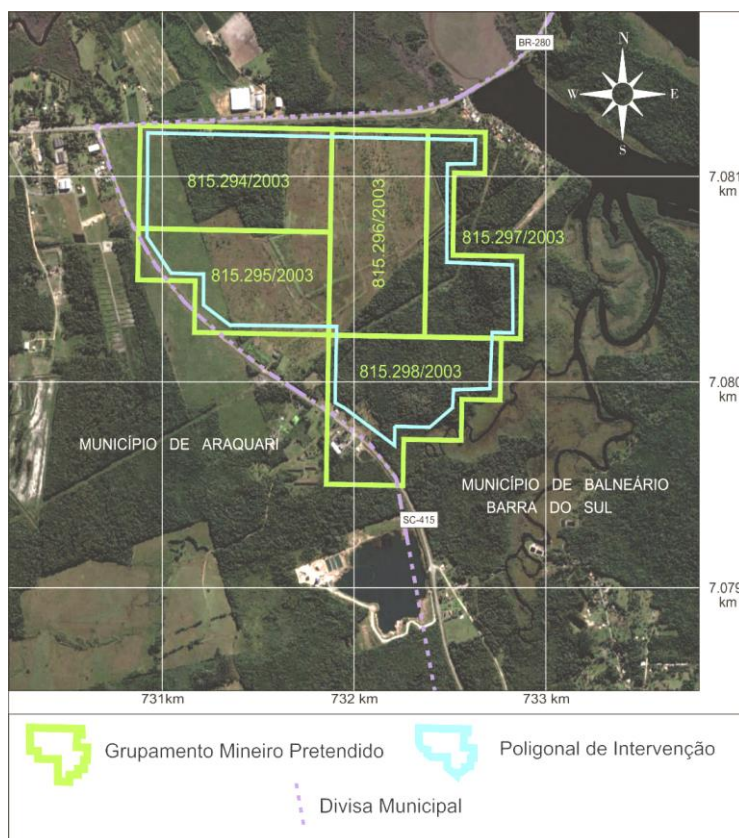 BR-280
N
W E
S
7.081
km
815.294/2003
815.296/2003
815.297/2003
815.295/2003
7.080
km
815.298/2003
MUNICÍPIO DE ARAQUARI
MUNICÍPIO DE BALNEÁRIO
BARRA DO SUL
SC-415
7.079
km
731km
732 km
733 km
Grupamento Mineiro Pretendido
Poligonal de Intervenção
Divisa Municipal